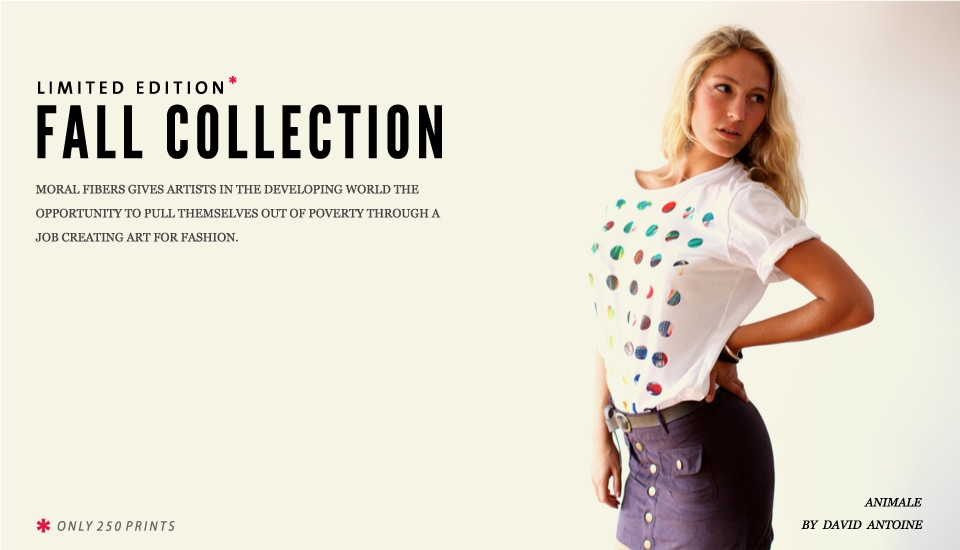 LIMITED EDITION*
FALL COLLECTION
MORAL FIBERS GIVES ARTISTS IN THE DEVELOPING WORLD THE
OPPORTUNITY TO PULL THEMSELVES OUT OF POVERTY THROUGH A
JOB CREATING ART FOR FASHION.
* ONLY 250 PRINTS
ANIMALE
BY DAVID ANTOINE